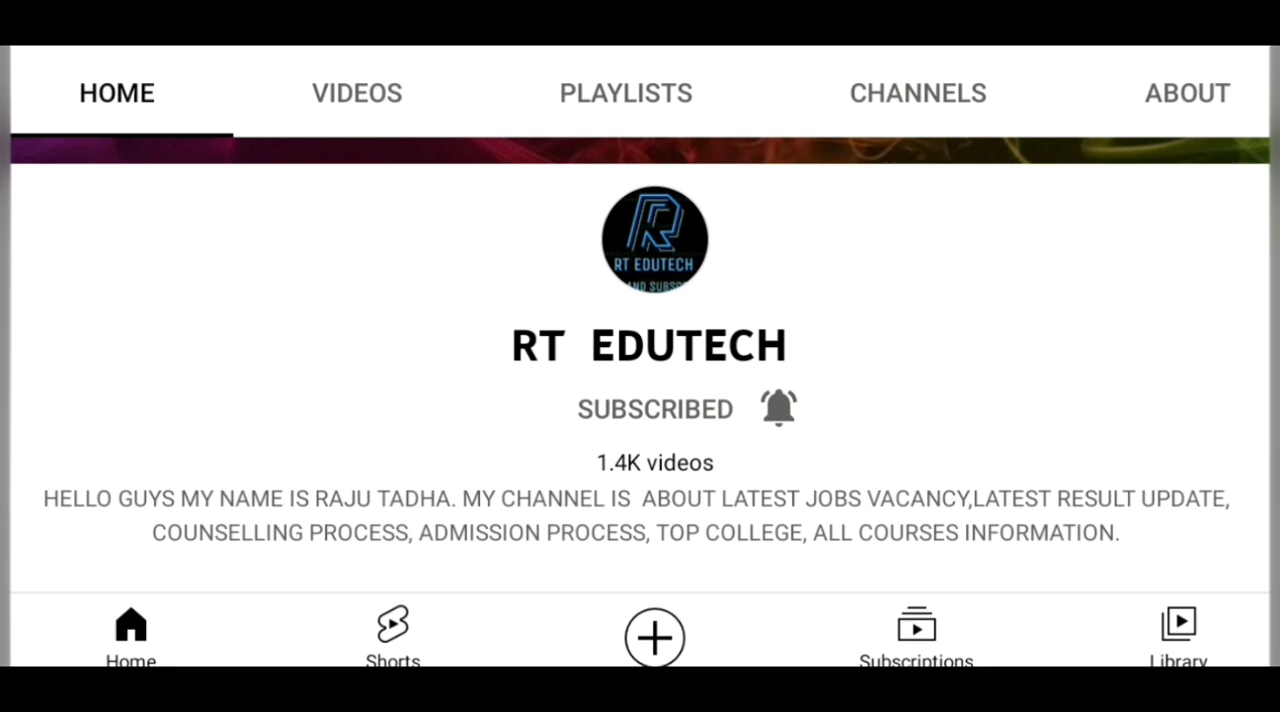 HOME VIDEOS PLAYLISTS CHANNELS ABOUT
RT EDUTECH
AND SUBSC
RT EDUTECH
SUBSCRIBED
1.4K videos
HELLO GUYS MY NAME IS RAJU TADHA. MY CHANNEL IS ABOUT LATEST JOBS VACANCY,LATEST RESULT UPDATE,
COUNSELLING PROCESS, ADMISSION PROCESS, TOP COLLEGE, ALL COURSES INFORMATION.
Home Shorts Subscriptions Library